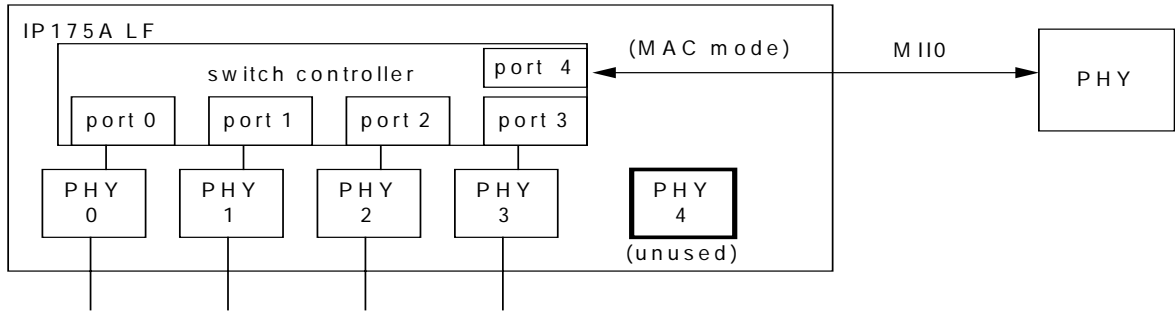 IP175A LF
(MAC mode)
MII0
port 4
switch controller
PHY
port 0
port 1
port 2
port 3
PHY
0
PHY
1
PHY
2
PHY
3
PHY
4
(unused)